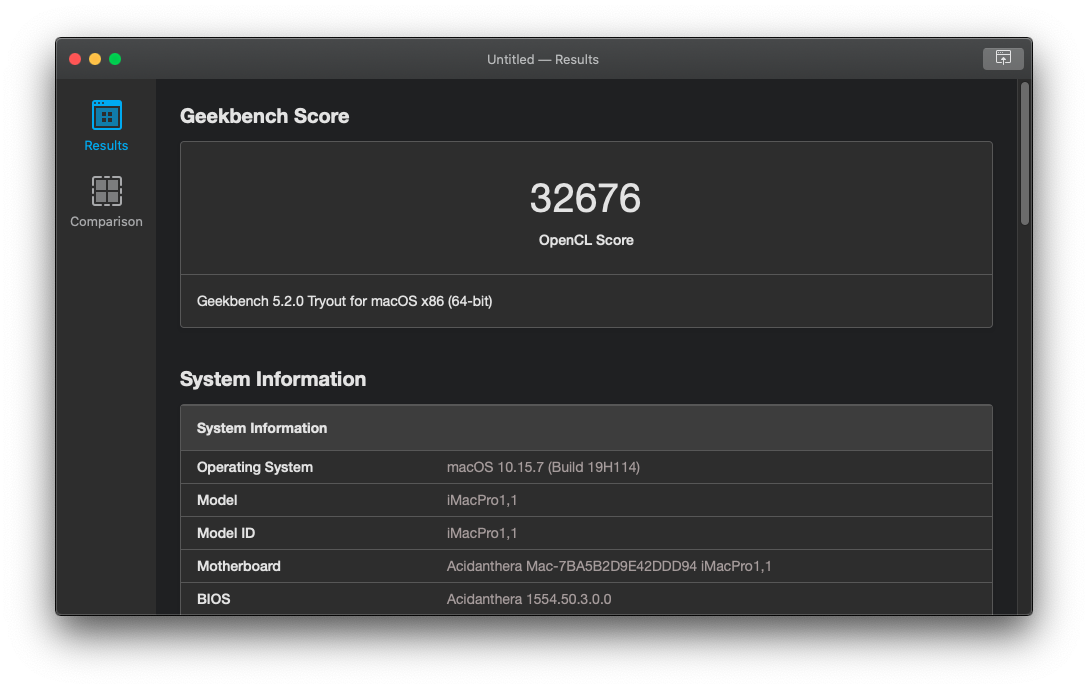 Untitled — Results
Results
Comparison
Geekbench Score
32676
OpenCL Score
Geekbench 5.2.0 Tryout for macOS x86 (64-bit)
System Information
System Information
Operating System macOS 10.15.7 (Build 19H114)
Model iMacPro1,1
Model ID iMacPro1,1
Motherboard Acidanthera Mac-7BA5B2D9E42DDD94 iMacPro1,1
BIOS Acidanthera 1554.50.3.0.0